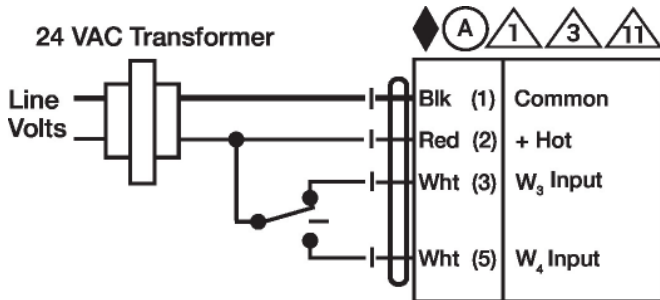 24 VAC Transformer
A 1 3 11
Line Volts
Blk (1) Common
Red (2) + Hot
Wht (3) W₃ Input
Wht (5) W₄ Input